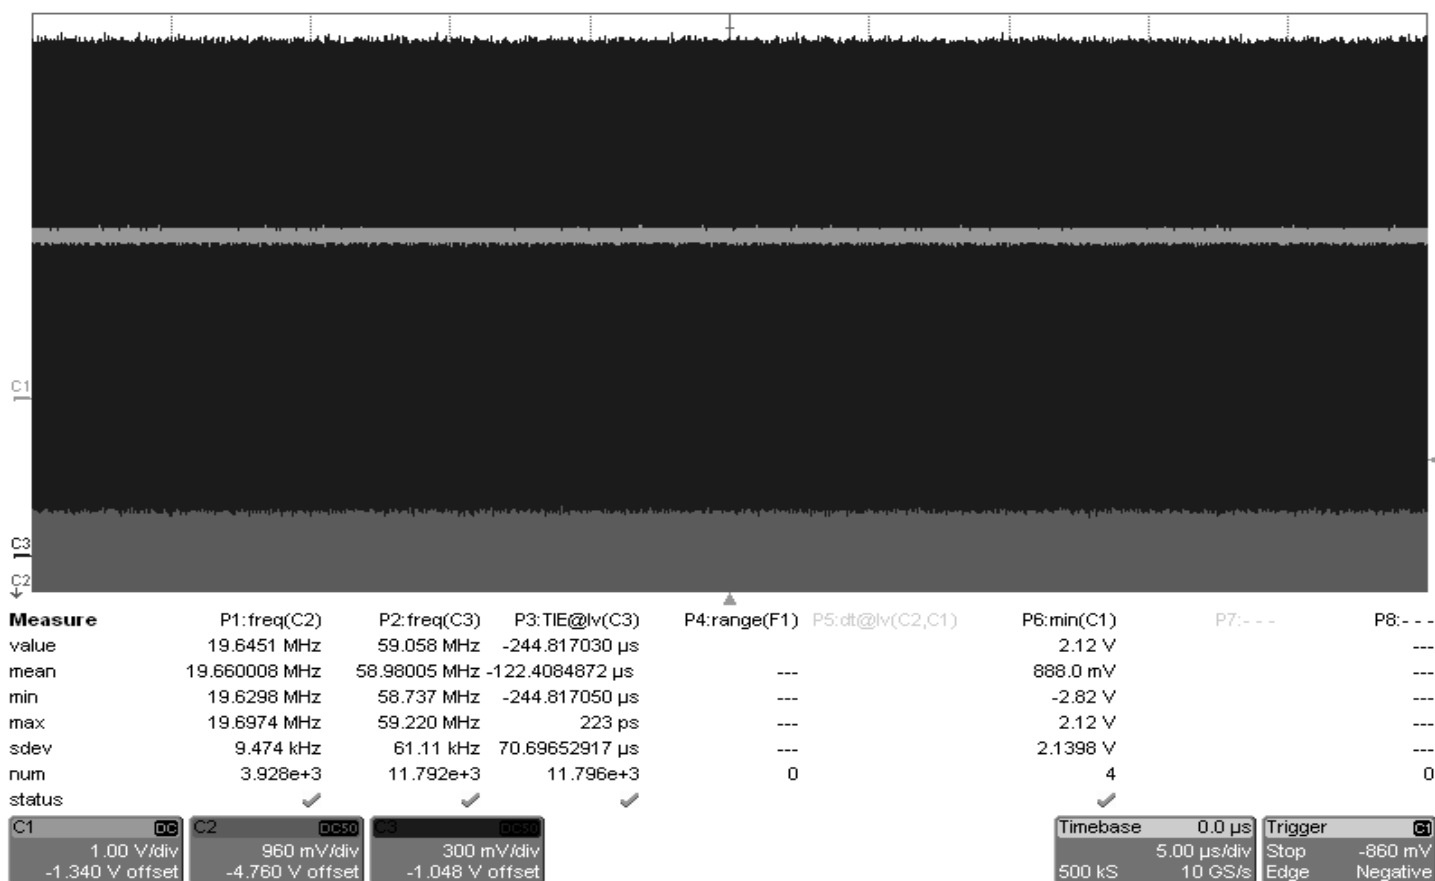 C1
C3
C2
Measure P1:freq(C2) P2:freq(C3) P3:TIE@lv(C3) P4:range(F1) P5:dt@lv(C2,C1) P6:min(C1) P7:- - - P8:- - -
value 19.6451 MHz 59.058 MHz -244.817030 µs 2.12 V ---
mean 19.660008 MHz 58.98005 MHz -122.4084872 µs --- 888.0 mV ---
min 19.6298 MHz 58.737 MHz -244.817050 µs --- -2.82 V ---
max 19.6974 MHz 59.220 MHz 223 ps --- 2.12 V ---
sdev 9.474 kHz 61.11 kHz 70.69652917 µs --- 2.1398 V ---
num 3.928e+3 11.792e+3 11.796e+3 0 4 0
status
C1 DC C2 DC50 C3 DC50 Timebase 0.0 µs Trigger C1
1.00 V/div 960 mV/div 300 mV/div 5.00 µs/div Stop -860 mV
-1.340 V offset -4.760 V offset -1.048 V offset 500 kS 10 GS/s Edge Negative